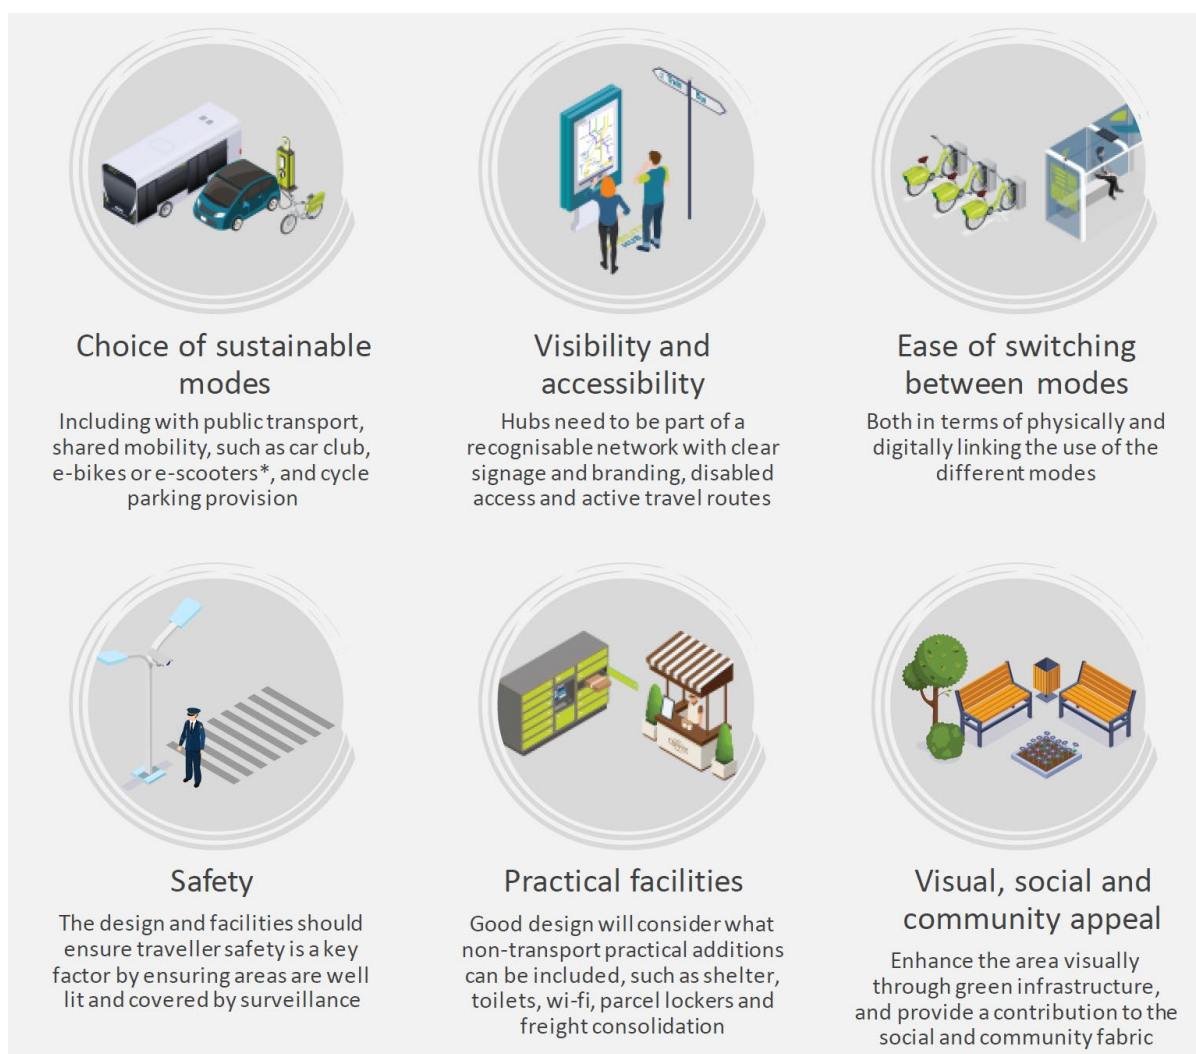 Train
Bus
HUB
Choice of sustainable
modes
Including with public transport,
shared mobility, such as car club,
e-bikes or e-scooters*, and cycle
parking provision
Visibility and
accessibility
Hubs need to be part of a
recognisable network with clear
signage and branding, disabled
access and active travel routes
Ease of switching
between modes
Both in terms of physically and
digitally linking the use of the
different modes
Safety
The design and facilities should
ensure traveller safety is a key
factor by ensuring areas are well
lit and covered by surveillance
COFFEE
Practical facilities
Good design will consider what
non-transport practical additions
can be included, such as shelter,
toilets, wi-fi, parcel lockers and
freight consolidation
Visual, social and
community appeal
Enhance the area visually
through green infrastructure,
and provide a contribution to the
social and community fabric